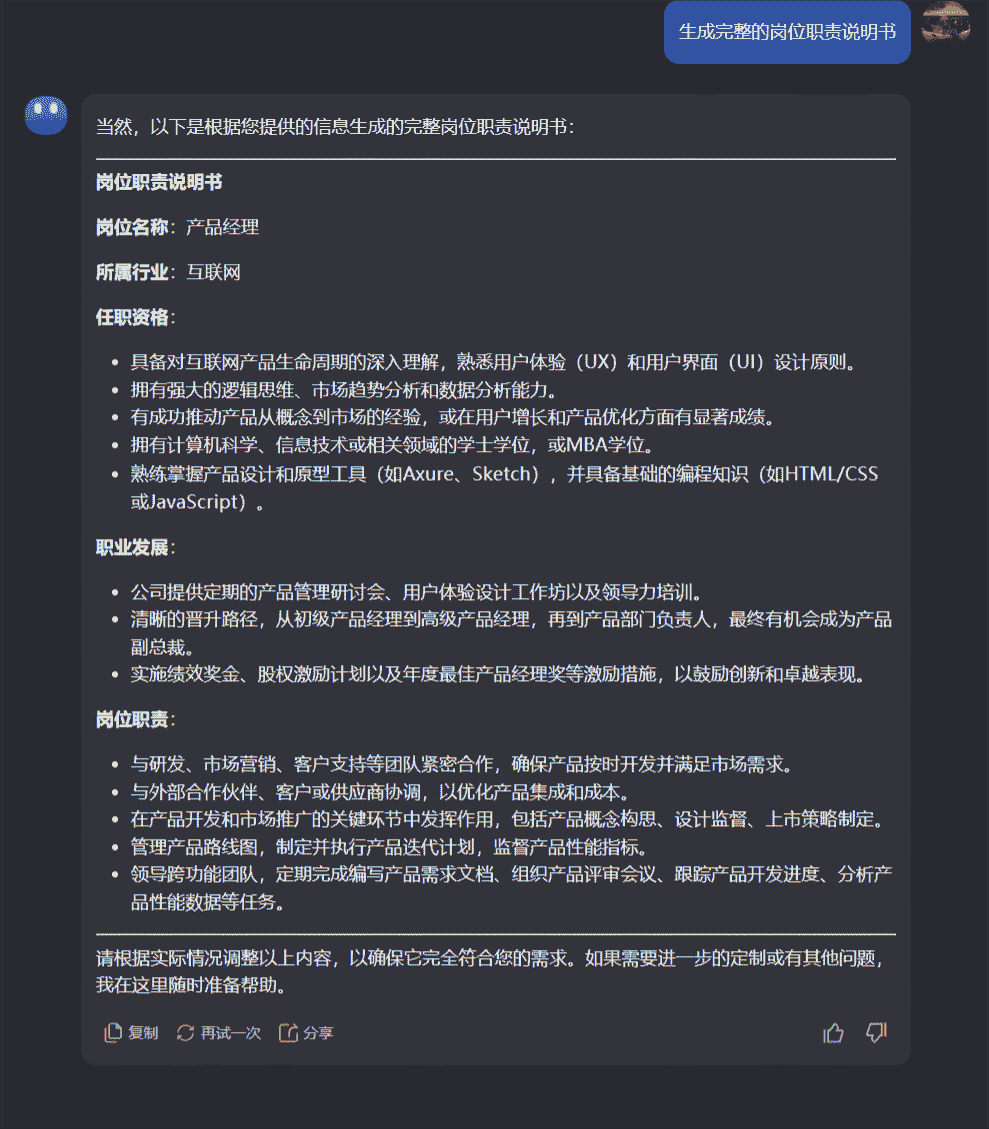 生成完整的岗位职责说明书
当然，以下是根据您提供的信息生成的完整岗位职责说明书：
岗位职责说明书
岗位名称：产品经理
所属行业：互联网
任职资格：
• 具备对互联网产品生命周期的深入理解，熟悉用户体验（UX）和用户界面（UI）设计原则。
• 拥有强大的逻辑思维、市场趋势分析和数据分析能力。
• 有成功推动产品从概念到市场的经验，或在用户增长和产品优化方面有显著成绩。
• 拥有计算机科学、信息技术或相关领域的学士学位，或MBA学位。
• 熟练掌握产品设计和原型工具（如Axure、Sketch），并具备基础的编程知识（如HTML/CSS
或JavaScript）。
职业发展：
• 公司提供定期的产品管理研讨会、用户体验设计工作坊以及领导力培训。
• 清晰的晋升路径，从初级产品经理到高级产品经理，再到产品部门负责人，最终有机会成为产品
副总裁。
• 实施绩效奖金、股权激励计划以及年度最佳产品经理奖等激励措施，以鼓励创新和卓越表现。
岗位职责：
• 与研发、市场营销、客户支持等团队紧密合作，确保产品按时开发并满足市场需求。
• 与外部合作伙伴、客户或供应商协调，以优化产品集成和成本。
• 在产品开发和市场推广的关键环节中发挥作用，包括产品概念构思、设计监督、上市策略制定。
• 管理产品路线图，制定并执行产品迭代计划，监督产品性能指标。
• 领导跨功能团队，定期完成编写产品需求文档、组织产品评审会议、跟踪产品开发进度、分析产
品性能数据等任务。
请根据实际情况调整以上内容，以确保它完全符合您的需求。如果需要进一步的定制或有其他问题，
我在这里随时准备帮助。
复制 再试一次 分享